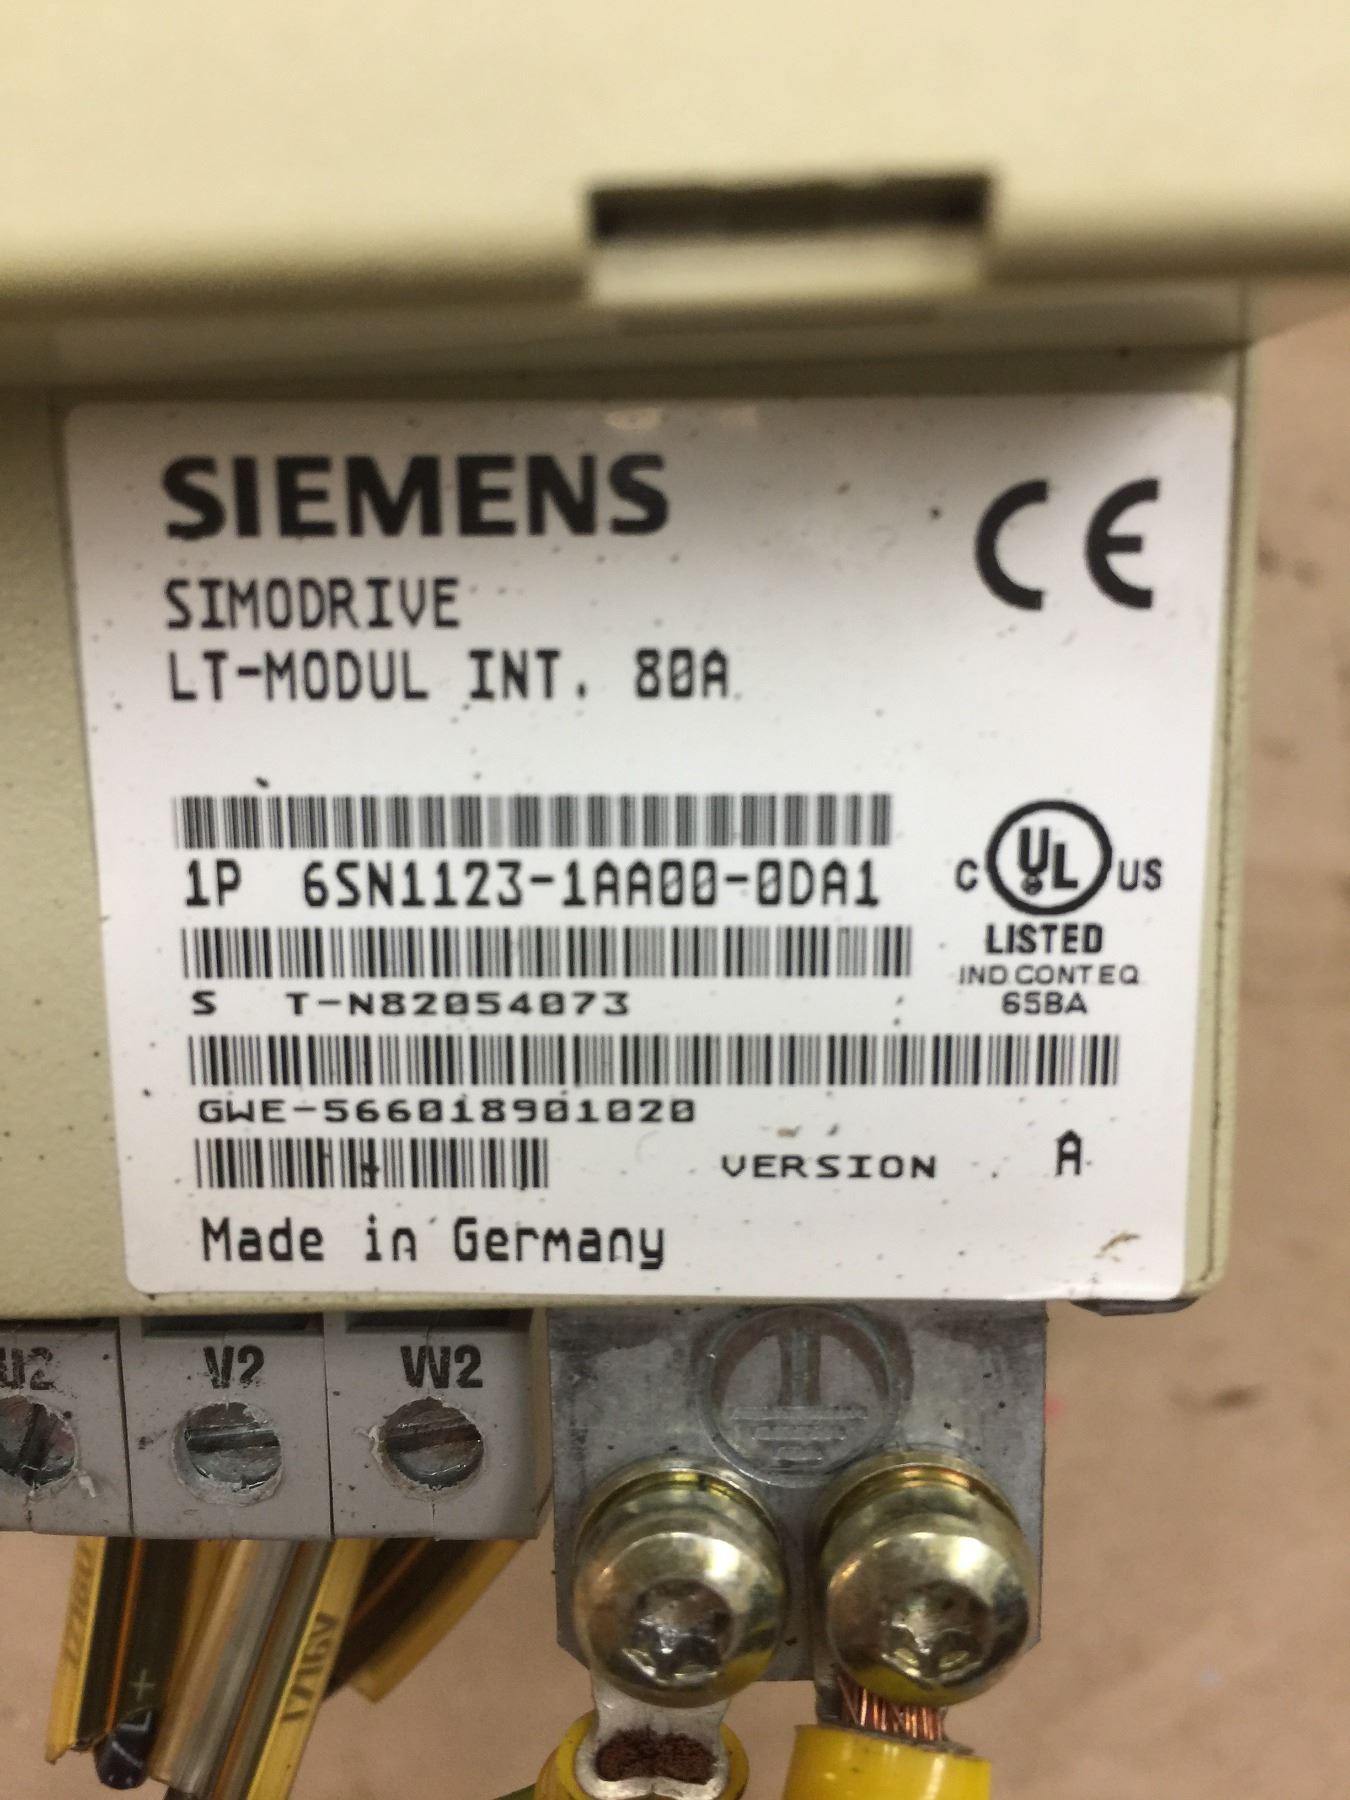 SIEMENS
CE
SIMODRIVE
LT-MODUL INT. 80A
1P 6SN1123-1AA00-0DA1
C UL US
LISTED
IND.CONT.EQ.
65BA
S T-N82054073
GWE-566018901020
VERSION A
Made in Germany
U2 V2 W2
L+